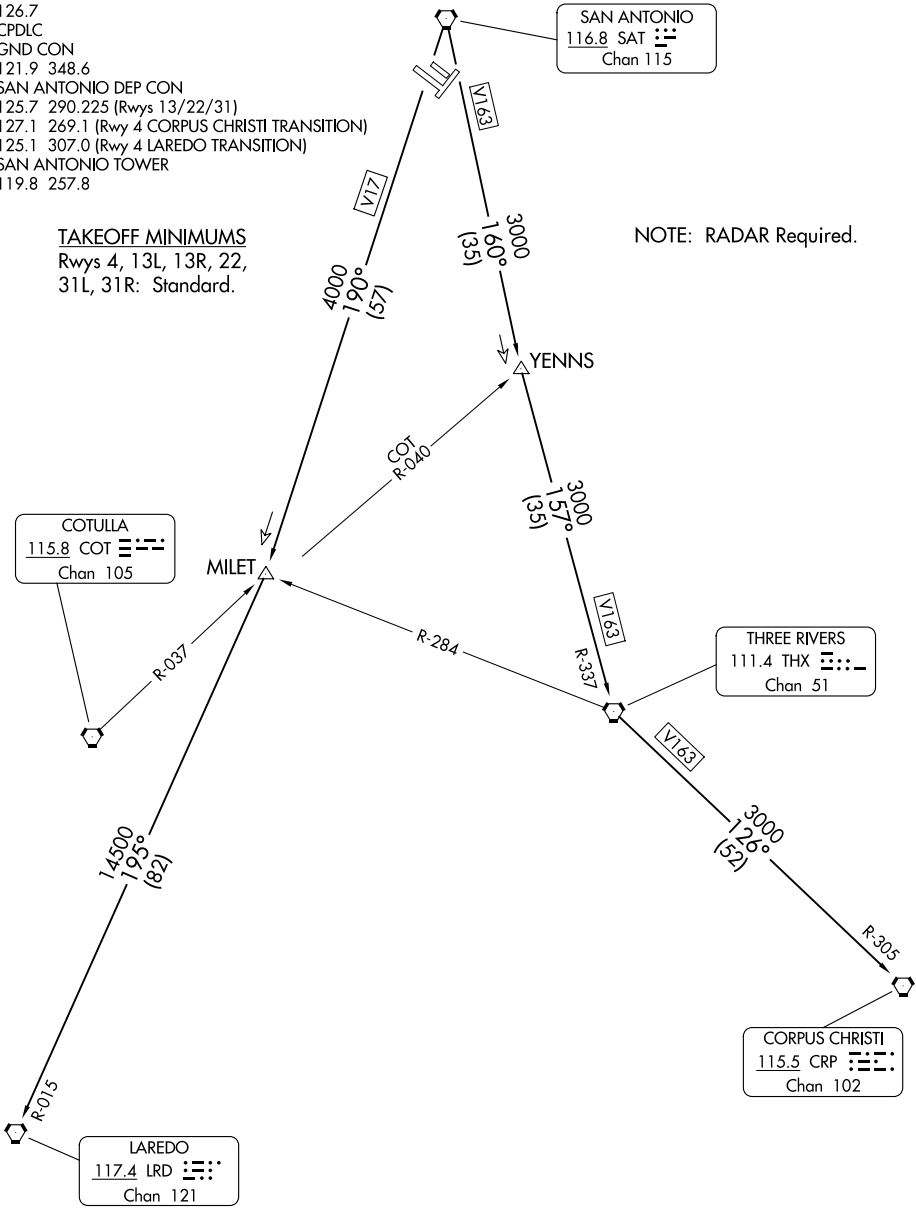 126.7
CPDLC
GND CON
121.9 348.6
SAN ANTONIO DEP CON
125.7 290.225 (Rwys 13/22/31)
127.1 269.1 (Rwy 4 CORPUS CHRISTI TRANSITION)
125.1 307.0 (Rwy 4 LAREDO TRANSITION)
SAN ANTONIO TOWER
119.8 257.8
SAN ANTONIO
116.8 SAT
Chan 115
TAKEOFF MINIMUMS
Rwys 4, 13L, 13R, 22,
31L, 31R: Standard.
NOTE: RADAR Required.
V163
V17
3000
160°
(35)
4000
190°
(57)
YENNS
COT
R-040
3000
157°
(35)
COTULLA
115.8 COT
Chan 105
MILET
R-037
R-284
V163
R-337
THREE RIVERS
111.4 THX
Chan 51
V163
3000
126°
(52)
14500
195°
(82)
R-305
CORPUS CHRISTI
115.5 CRP
Chan 102
R-015
LAREDO
117.4 LRD
Chan 121